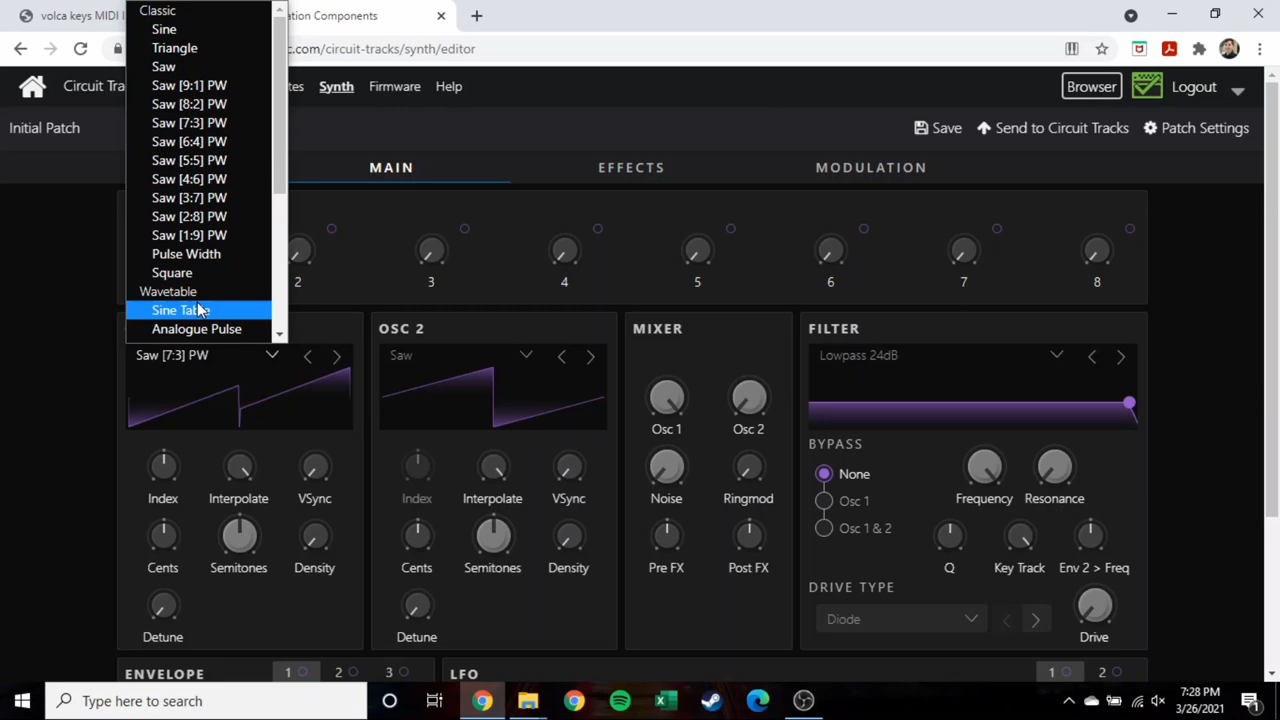 volca keys MIDI I
ation Components
c.com/circuit-tracks/synth/editor
Classic
Sine
Triangle
Saw
Saw [9:1] PW
Saw [8:2] PW
Saw [7:3] PW
Saw [6:4] PW
Saw [5:5] PW
Saw [4:6] PW
Saw [3:7] PW
Saw [2:8] PW
Saw [1:9] PW
Pulse Width
Square
Wavetable
Sine Table
Analogue Pulse
Circuit Tra
tes
Synth
Firmware
Help
Browser
Logout
Initial Patch
Save
Send to Circuit Tracks
Patch Settings
MAIN
EFFECTS
MODULATION
2 3 4 5 6 7 8
Saw [7:3] PW
Index Interpolate VSync
Cents Semitones Density
Detune
OSC 2
Saw
Index Interpolate VSync
Cents Semitones Density
Detune
MIXER
Osc 1 Osc 2
Noise Ringmod
Pre FX Post FX
FILTER
Lowpass 24dB
BYPASS
None
Osc 1
Osc 1 & 2
Frequency Resonance
Q Key Track Env 2 > Freq
DRIVE TYPE
Diode
Drive
ENVELOPE 1 2 3
LFO 1 2
Type here to search
7:28 PM
3/26/2021
1